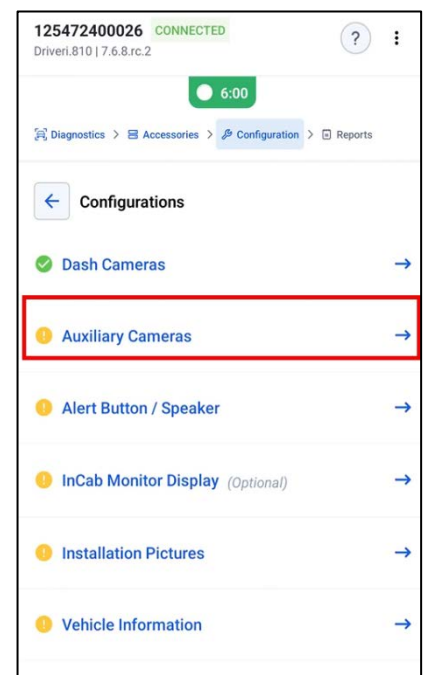 125472400026 CONNECTED
Driveri.810 | 7.6.8.rc.2
?
6:00
Diagnostics > Accessories > Configuration > Reports
Configurations
Dash Cameras
Auxiliary Cameras
Alert Button / Speaker
InCab Monitor Display (Optional)
Installation Pictures
Vehicle Information